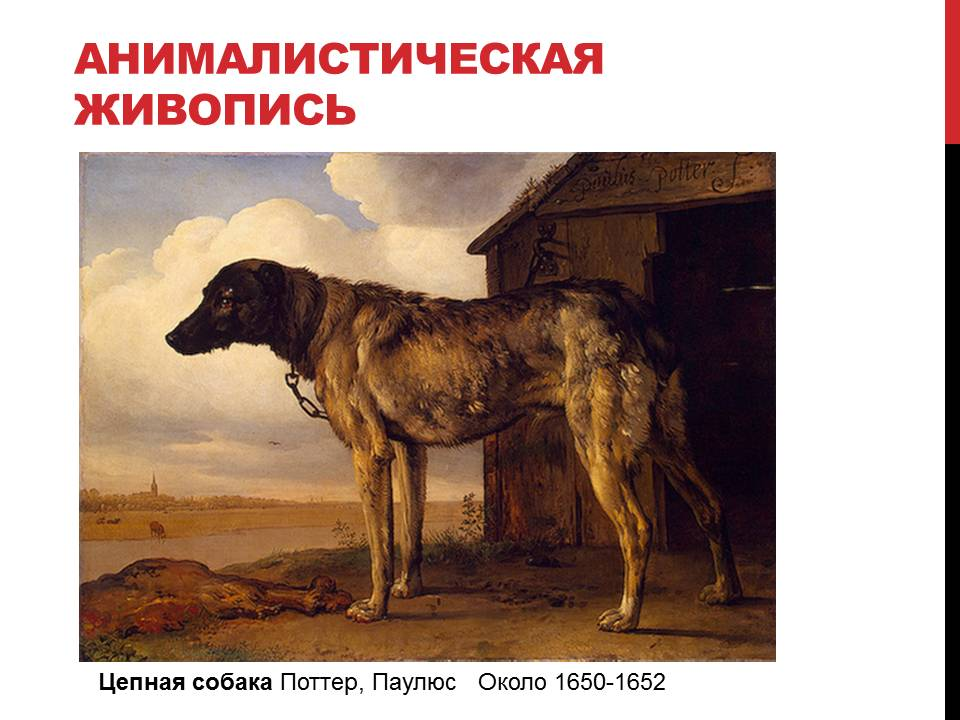 АНИМАЛИСТИЧЕСКАЯ
ЖИВОПИСЬ
Paulus Potter
Цепная собака Поттер, Паулюс Около 1650-1652